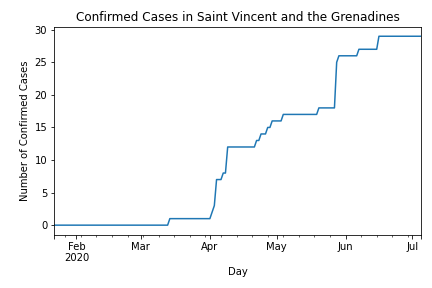 Confirmed Cases in Saint Vincent and the Grenadines
Number of Confirmed Cases
30
25
20
15
10
5
0
Feb Mar Apr May Jun Jul
2020
Day